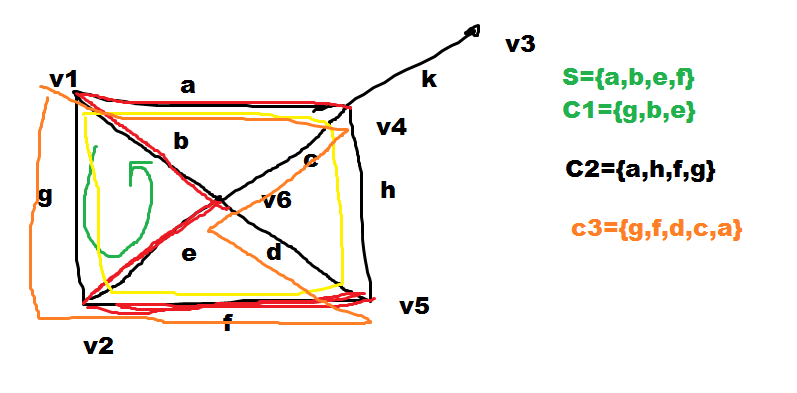 v3
v1
a
k
S={a,b,e,f}
C1={g,b,e}
v4
b
c
C2={a,h,f,g}
g
v6
h
c3={g,f,d,c,a}
e
d
v5
f
v2